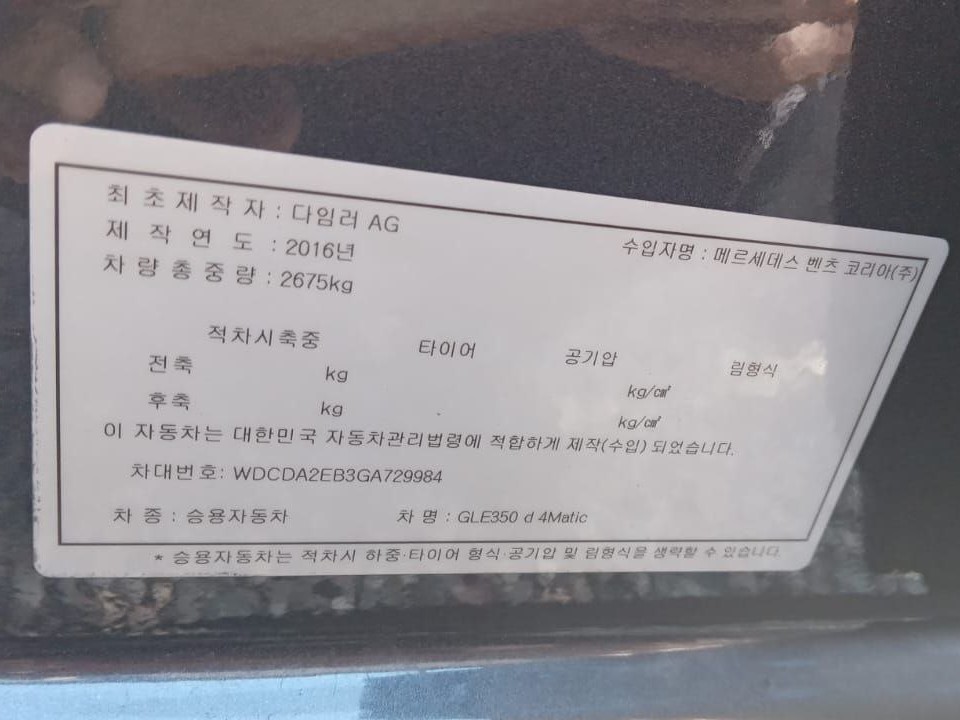 최초제작자 : 다임러 AG
제작연도 : 2016년
수입자명 : 메르세데스 벤츠 코리아(주)
차량총중량 : 2675kg
적차시축중 타이어 공기압 림형식
전축 kg kg/㎠
후축 kg kg/㎠
이 자동차는 대한민국 자동차관리법령에 적합하게 제작(수입) 되었습니다.
차대번호: WDCDA2EB3GA729984
차종 : 승용자동차 차명 : GLE350 d 4Matic
* 승용자동차는 적차시 하중·타이어 형식·공기압 및 림형식을 생략할 수 있습니다.